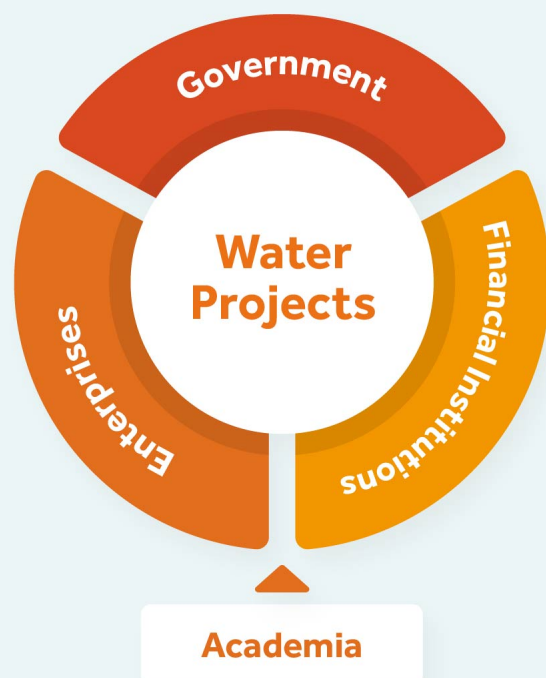 Government
Water
Projects
Enterprises
Financial Institutions
Academia